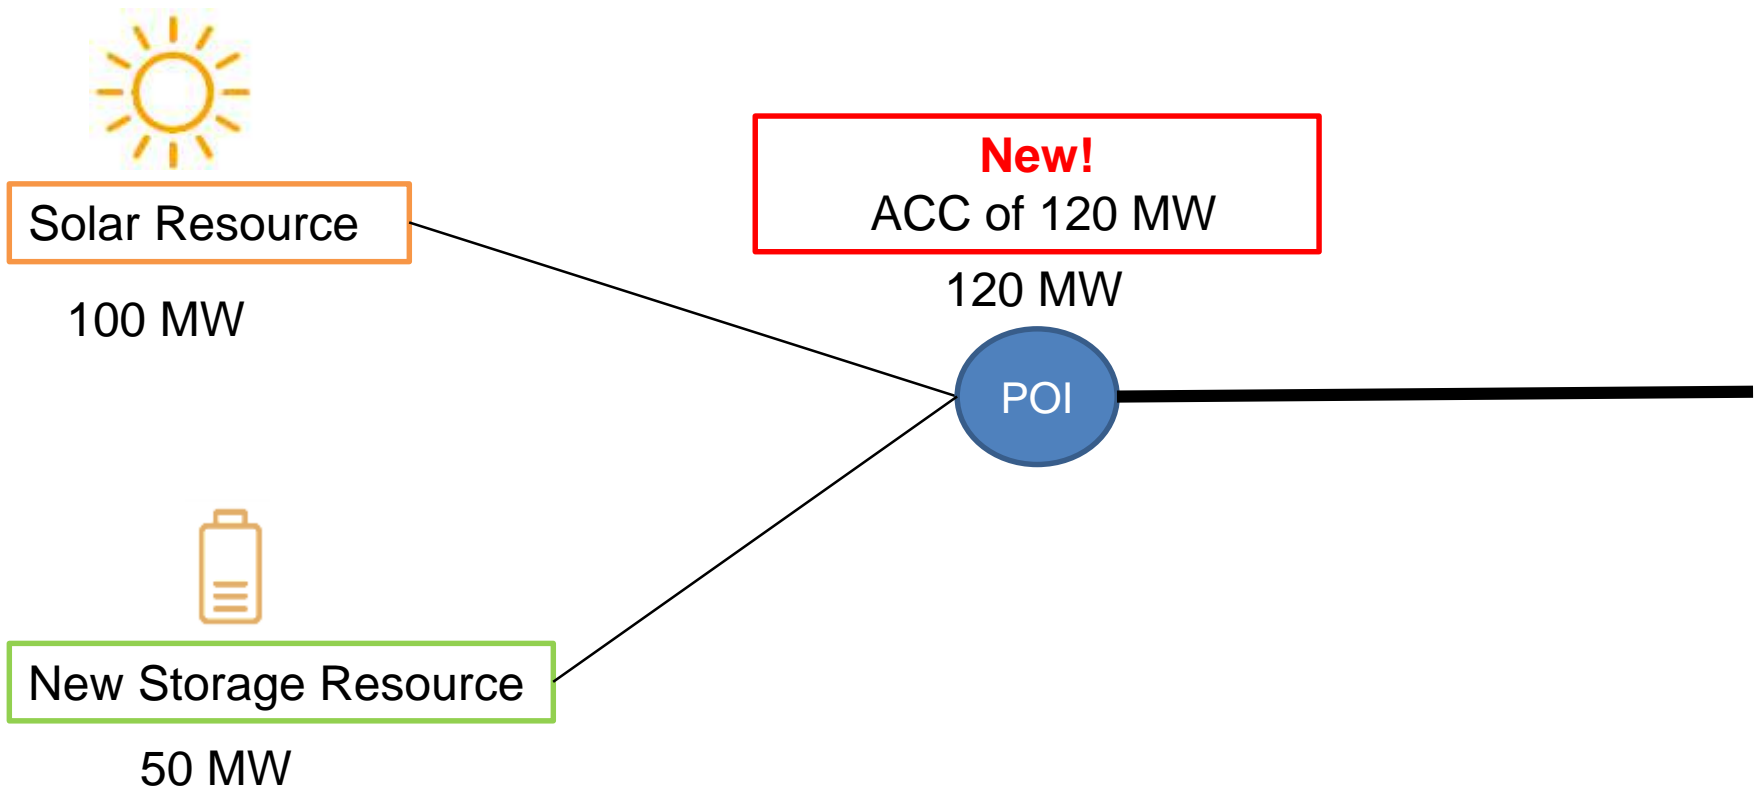 New!
ACC of 120 MW
Solar Resource
120 MW
100 MW
POI
New Storage Resource
50 MW